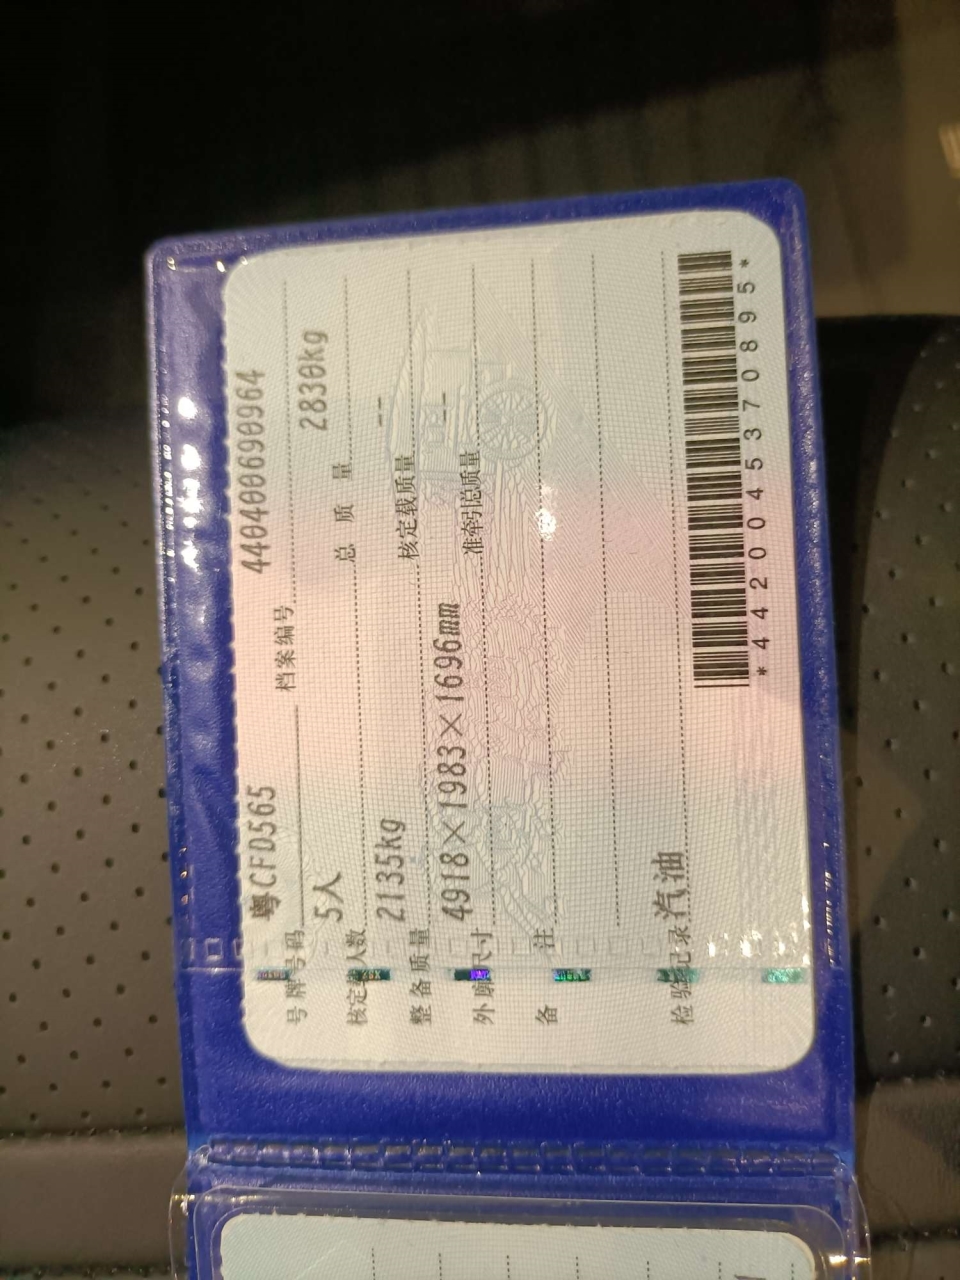 号牌号码 粤CFD565 档案编号 440400690964
核定载人数 5人 总质量 2830kg
整备质量 2135kg 核定载质量 --
外廓尺寸 4918×1983×1696mm 准牵引总质量 --
备注
检验记录 汽油
*4420045370895*